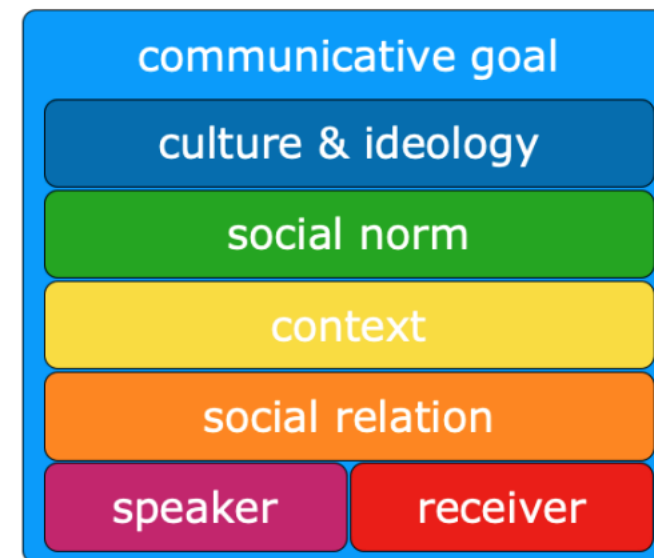 communicative goal
culture & ideology
social norm
context
social relation
speaker receiver